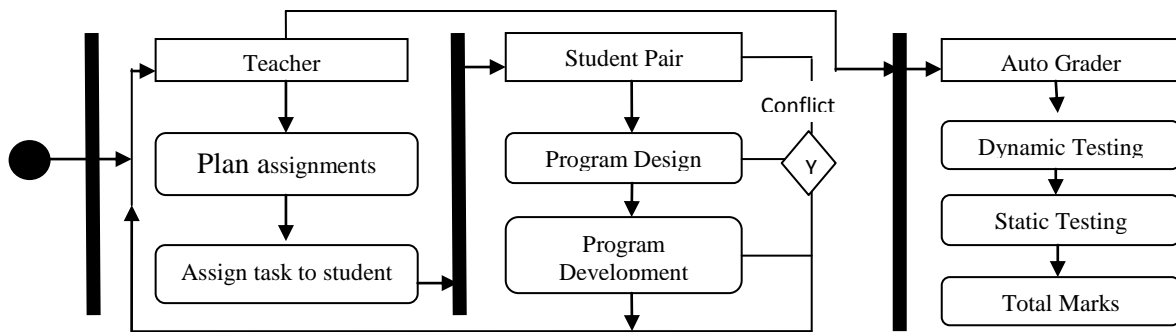 Teacher
Plan assignments
Assign task to student
Student Pair
Program Design
Program
Development
Conflict
Y
Auto Grader
Dynamic Testing
Static Testing
Total Marks